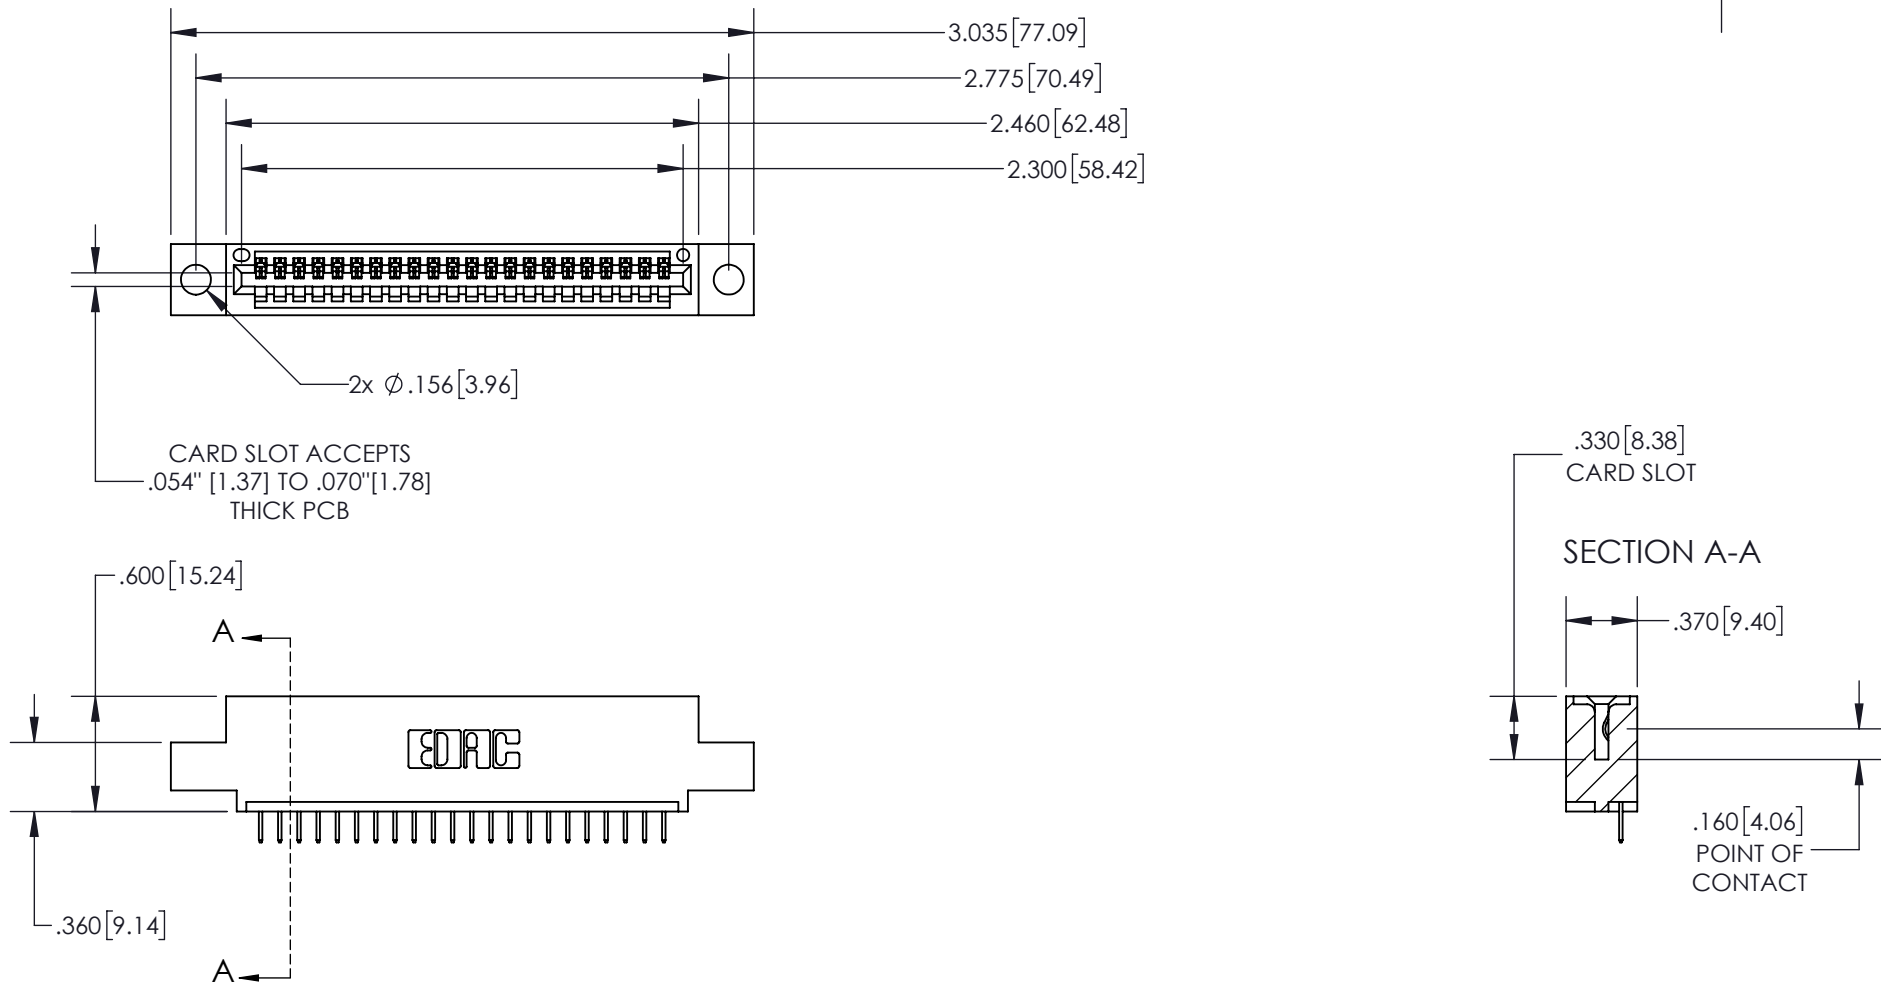 3.035[77.09]
2.775[70.49]
2.460[62.48]
2.300[58.42]
2x Ø.156[3.96]
CARD SLOT ACCEPTS
.054" [1.37] TO .070"[1.78]
THICK PCB
.330[8.38]
CARD SLOT
SECTION A-A
.600[15.24]
A
.370[9.40]
EDAC
.160[4.06]
POINT OF
CONTACT
.360[9.14]
A